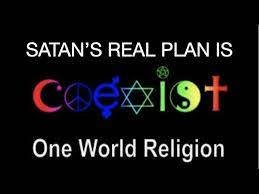 SATAN'S REAL PLAN IS
COEXIST
One World Religion